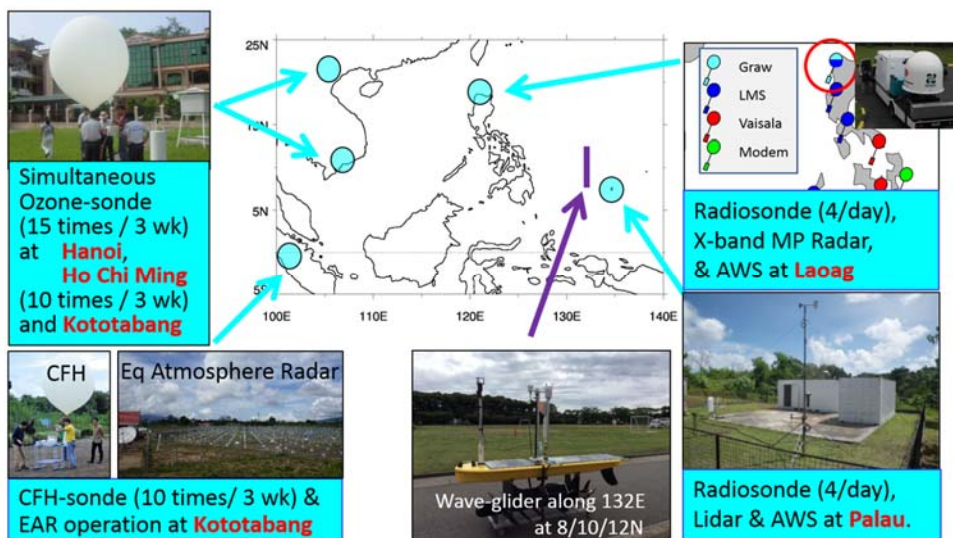 Simultaneous
Ozone-sonde
(15 times / 3 wk)
at Hanoi,
Ho Chi Ming
(10 times / 3 wk)
and Kototabang
25N
15N
5N
5S
100E
110E
120E
130E
140E
Graw
LMS
Vaisala
Modem
Radiosonde (4/day),
X-band MP Radar,
& AWS at Laoag
CFH
Eq Atmosphere Radar
CFH-sonde (10 times/ 3 wk) &
EAR operation at Kototabang
Wave-glider along 132E
at 8/10/12N
Radiosonde (4/day),
Lidar & AWS at Palau.